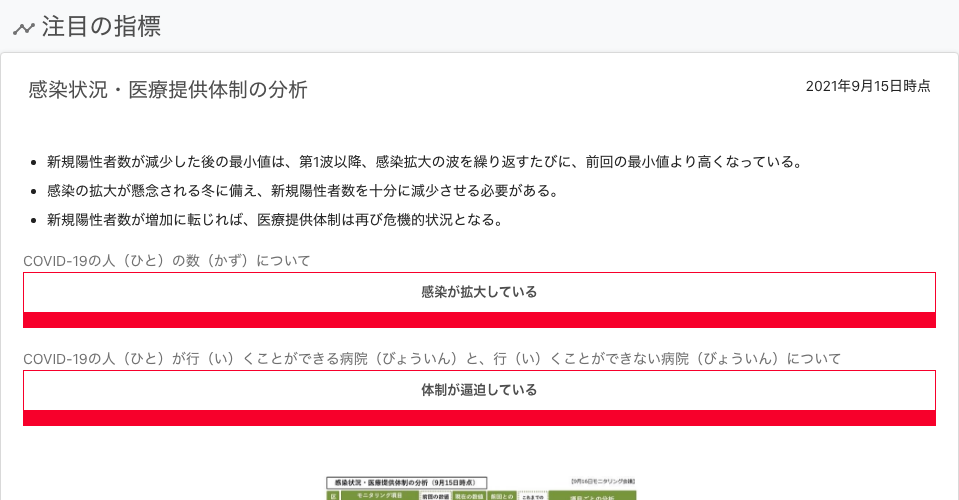 注目の指標
感染状況・医療提供体制の分析
2021年9月15日時点
新規陽性者数が減少した後の最小値は、第1波以降、感染拡大の波を繰り返すたびに、前回の最小値より高くなっている。
感染の拡大が懸念される冬に備え、新規陽性者数を十分に減少させる必要がある。
新規陽性者数が増加に転じれば、医療提供体制は再び危機的状況となる。
COVID-19の人（ひと）の数（かず）について
感染が拡大している
COVID-19の人（ひと）が行（い）くことができる病院（びょういん）と、行（い）くことができない病院（びょういん）について
体制が逼迫している
感染状況・医療提供体制の分析（9月15日時点）
【9月16日モニタリング会議】
区 モニタリング項目 前回の数値 現在の数値 前回との これまでの 項目ごとの分析